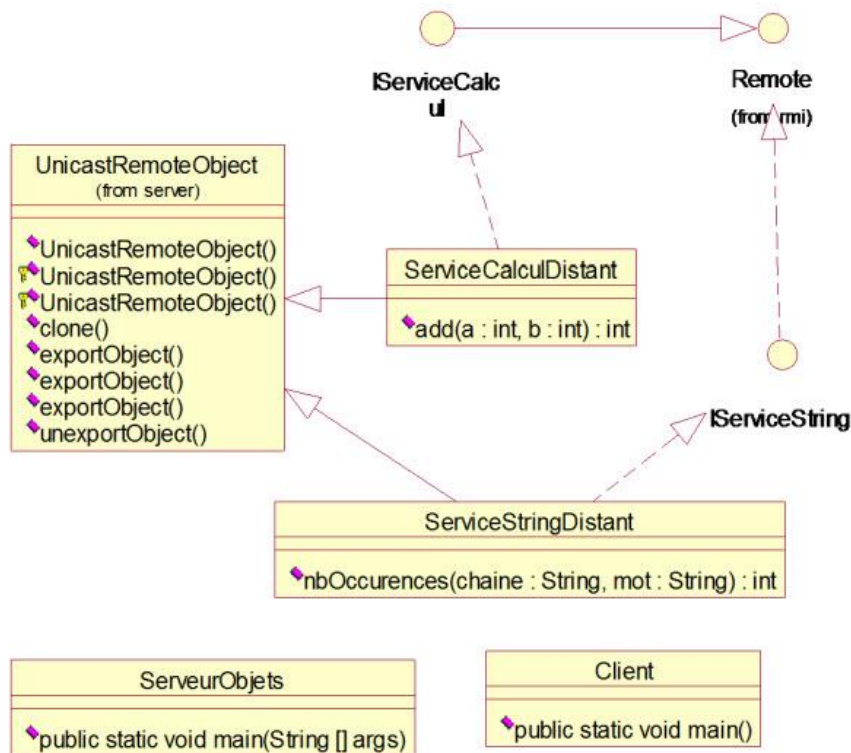 IServiceCalc
ul
Remote
(from rmi)
UnicastRemoteObject
(from server)
UnicastRemoteObject()
UnicastRemoteObject()
UnicastRemoteObject()
clone()
exportObject()
exportObject()
exportObject()
unexportObject()
ServiceCalculDistant
add(a : int, b : int) : int
IServiceString
ServiceStringDistant
nbOccurences(chaine : String, mot : String) : int
ServeurObjets
public static void main(String [] args)
Client
public static void main()